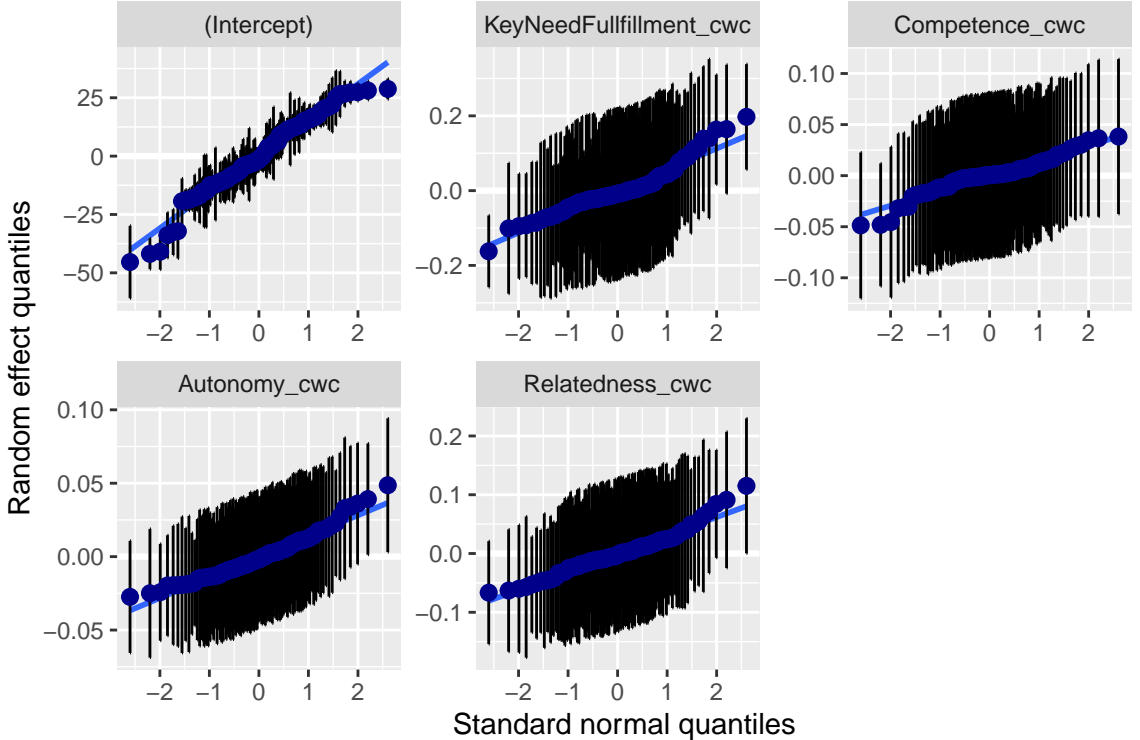 (Intercept)
KeyNeedFullfillment_cwc
Competence_cwc
25
0
−25
−50
0.2
0.0
−0.2
0.10
0.05
0.00
−0.05
−0.10
−2 −1 0 1 2
−2 −1 0 1 2
−2 −1 0 1 2
Autonomy_cwc
Relatedness_cwc
0.10
0.05
0.00
−0.05
0.2
0.1
0.0
−0.1
−2 −1 0 1 2
−2 −1 0 1 2
Random effect quantiles
Standard normal quantiles